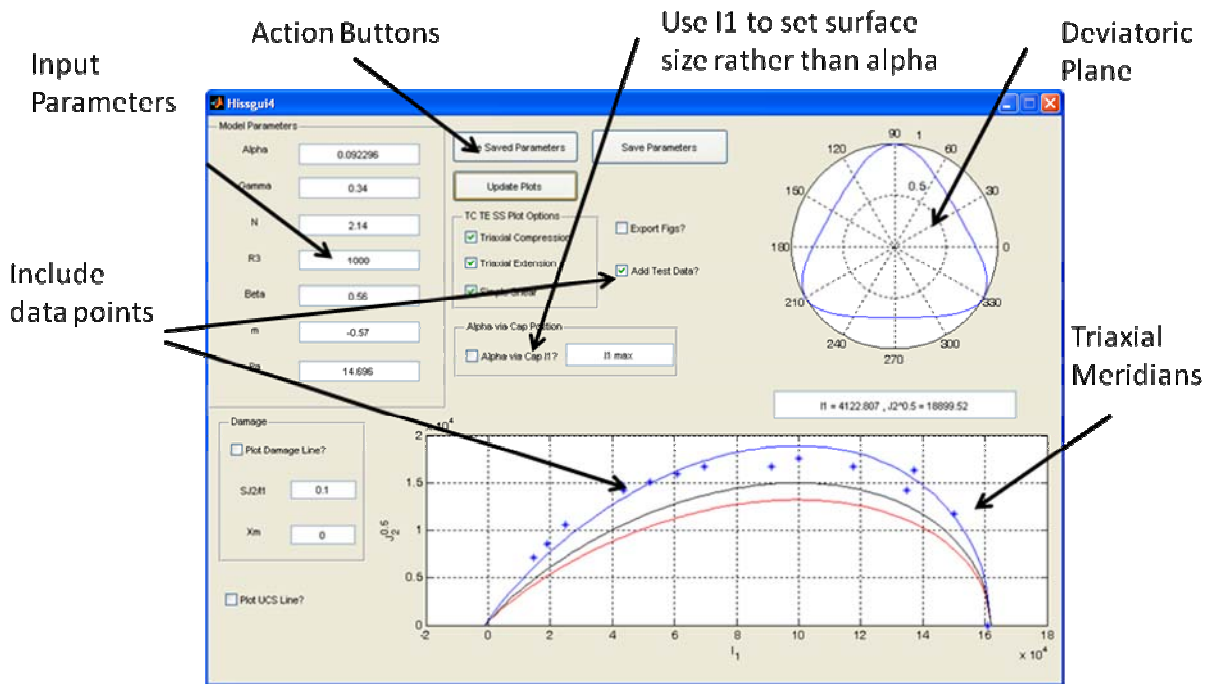 Action Buttons
Use I1 to set surface
size rather than alpha
Deviatoric
Plane
Input
Parameters
Include
data points
Triaxial
Meridians
Hissgui4
Model Parameters
Alpha
0.092296
Gamma
0.34
N
2.14
R3
1000
Beta
0.56
m
-0.57
14.696
Saved Parameters
Save Parameters
Update Plots
TC TE SS Plot Options
Triaxial Compression
Triaxial Extension
Simple Shear
Export Figs?
Add Test Data?
Alpha via Cap Position
Alpha via Cap I1?
I1 max
90
1
120
60
0.5
150
30
180
0
210
330
240
300
270
I1 = 4122.807 , J2^0.5 = 18899.52
Damage
Plot Damage Line?
SJ2/I1
0.1
Xm
0
Plot UCS Line?
2
1.5
1
0.5
0
J₂^0.5
-2
0
2
4
6
8
10
12
14
16
18
I₁
x 10⁴